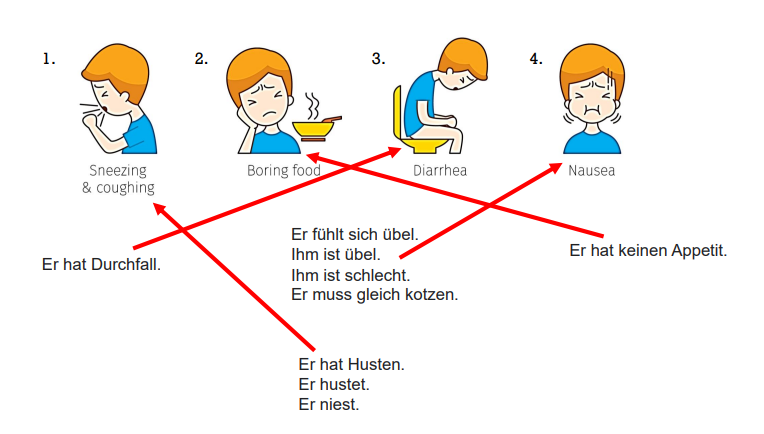 1.
2.
3.
4.
Sneezing
& coughing
Boring food
Diarrhea
Nausea
Er hat Durchfall.
Er fühlt sich übel.
Ihm ist übel.
Ihm ist schlecht.
Er muss gleich kotzen.
Er hat keinen Appetit.
Er hat Husten.
Er hustet.
Er niest.